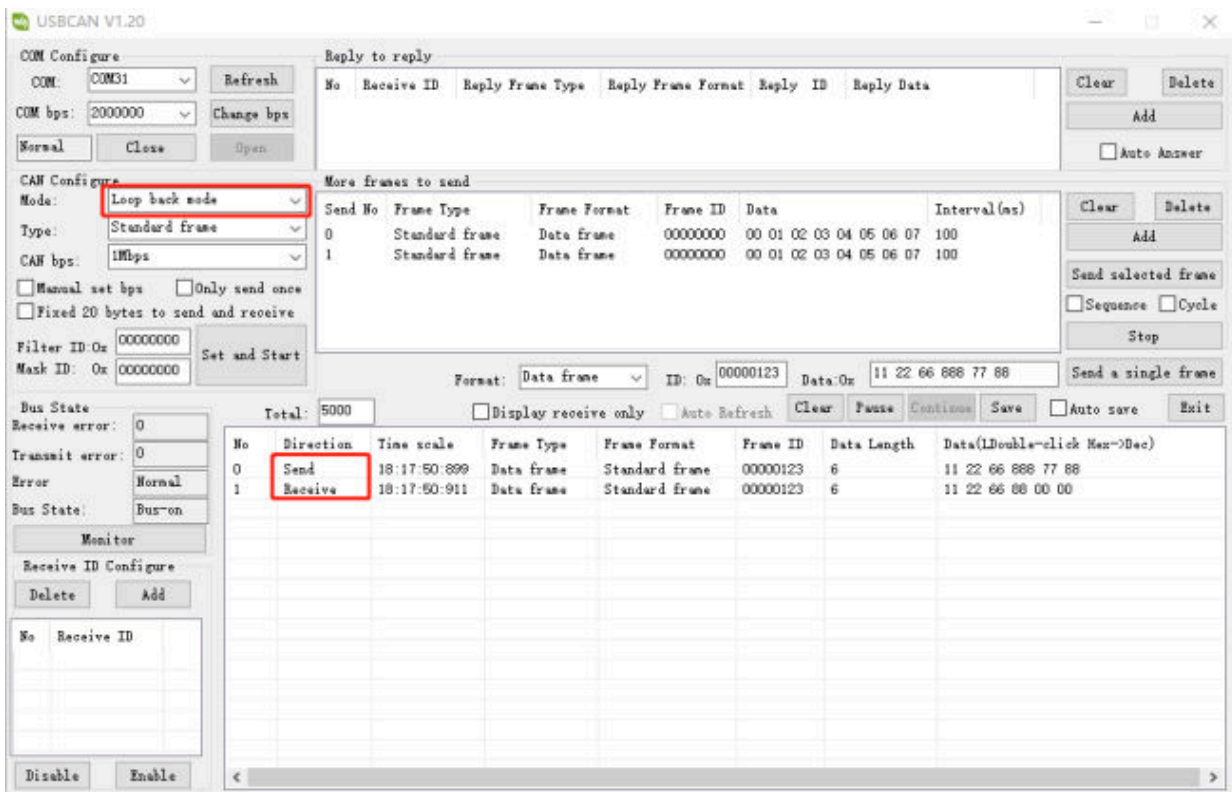 USBCAN V1.20
COM Configure
COM: COM31 Refresh
COM bps: 2000000 Change bps
Normal Close Open
Reply to reply
No Receive ID Reply Frame Type Reply Frame Format Reply ID Reply Data
Clear Delete
Add
Auto Answer
CAN Configure
Mode: Loop back mode
Type: Standard frame
CAN bps: 1Mbps
Manual set bps Only send once
Fixed 20 bytes to send and receive
Filter ID:0x 00000000
Mask ID: 0x 00000000
Set and Start
More frames to send
Send No Frame Type Frame Format Frame ID Data Interval(ms)
0 Standard frame Data frame 00000000 00 01 02 03 04 05 06 07 100
1 Standard frame Data frame 00000000 00 01 02 03 04 05 06 07 100
Clear Delete
Add
Send selected frame
Sequence Cycle
Stop
Format: Data frame ID: 0x 00000123 Data:0x 11 22 66 888 77 88 Send a single frame
Total: 5000 Display receive only Auto Refresh Clear Pause Continue Save Auto save Exit
Bus State
Receive error: 0
Transmit error: 0
Error Normal
Bus State: Bus-on
Monitor
No Direction Time scale Frame Type Frame Format Frame ID Data Length Data(LDouble-click Hex->Dec)
0 Send 18:17:50:899 Data frame Standard frame 00000123 6 11 22 66 888 77 88
1 Receive 18:17:50:911 Data frame Standard frame 00000123 6 11 22 66 88 00 00
Receive ID Configure
Delete Add
No Receive ID
Disable Enable